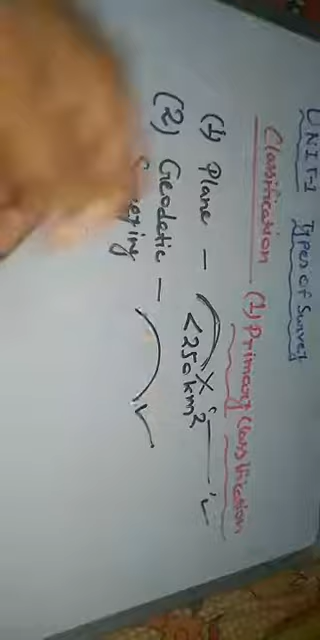 UNIT-1 Types of Survey
Classification (1) Primary Classification
(1) Plane - < 250 km²
(2) Geodetic -